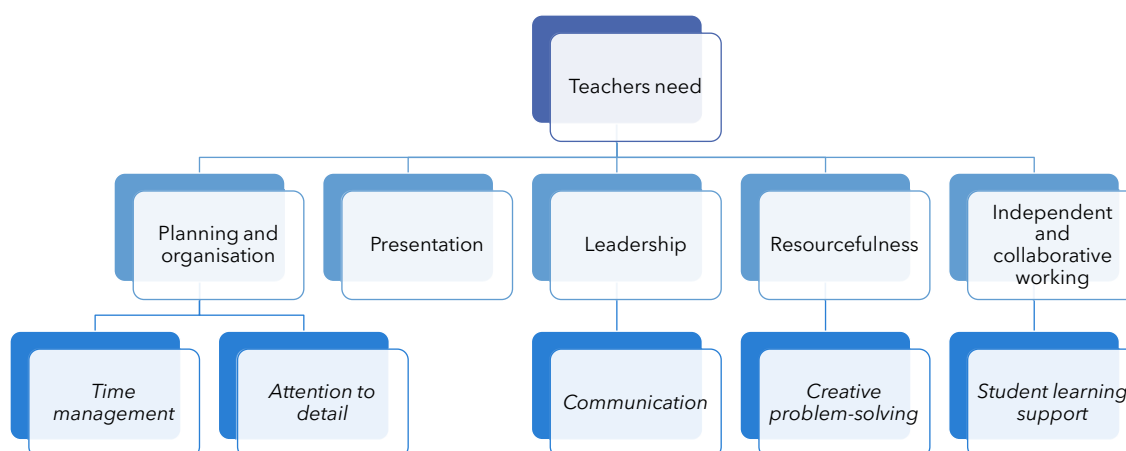 Teachers need
Planning and
organisation
Presentation
Leadership
Resourcefulness
Independent
and
collaborative
working
Time
management
Attention to
detail
Communication
Creative
problem-solving
Student learning
support